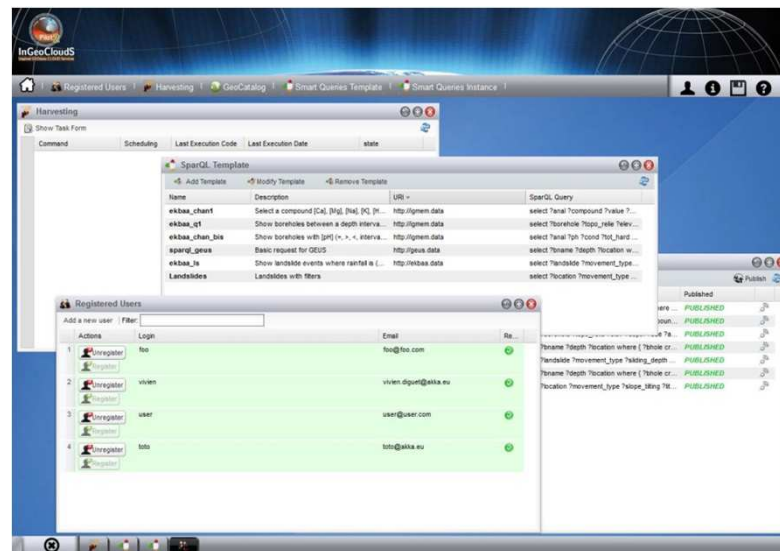 Pilot
InGeoCloudS
Registered Users
Harvesting
GeoCatalog
Smart Queries Template
Smart Queries Instance
Harvesting
Show Task Form
Command Scheduling Last Execution Code Last Execution Date state
SparQL Template
Add Template Modify Template Remove Template
Name Description URI SparQL Query
ekbaa_chan1 Select a compound [Ca], [Mg], [Na], [K], [H... http://igmem.data select ?anal ?compound ?value ?...
ekbaa_q1 Show boreholes between a depth interva... http://igmem.data select ?borehole ?topo_relie ?elev...
ekbaa_chan_bis Show boreholes with [pH] (=, >, <, interva... http://igmem.data select ?anal ?ph ?cond ?tot_hard ...
sparql_geus Basic request for GEUS http://geus.data select ?bname ?depth ?location w...
ekbaa_ls Show landslide events where rainfall is (... http://ekbaa.data select ?landslide ?movement_type...
Landslides Landslides with filters select ?location ?movement_type ...
Publish
Published
ere ... PUBLISHED
oun... PUBLISHED
?a... PUBLISHED
?bname ?depth ?location where { ?bhole cr... PUBLISHED
?landslide ?movement_type ?sliding_depth ... PUBLISHED
?bname ?depth ?location where { ?bhole cr... PUBLISHED
?location ?movement_type ?slope_tilting ?tit... PUBLISHED
Registered Users
Add a new user Filter:
Actions Login Email Re...
1 Unregister foo foo@foo.com
Register
2 Unregister vivien vivien.diguet@akka.eu
Register
3 Unregister user user@user.com
Register
4 Unregister toto toto@akka.eu
Register